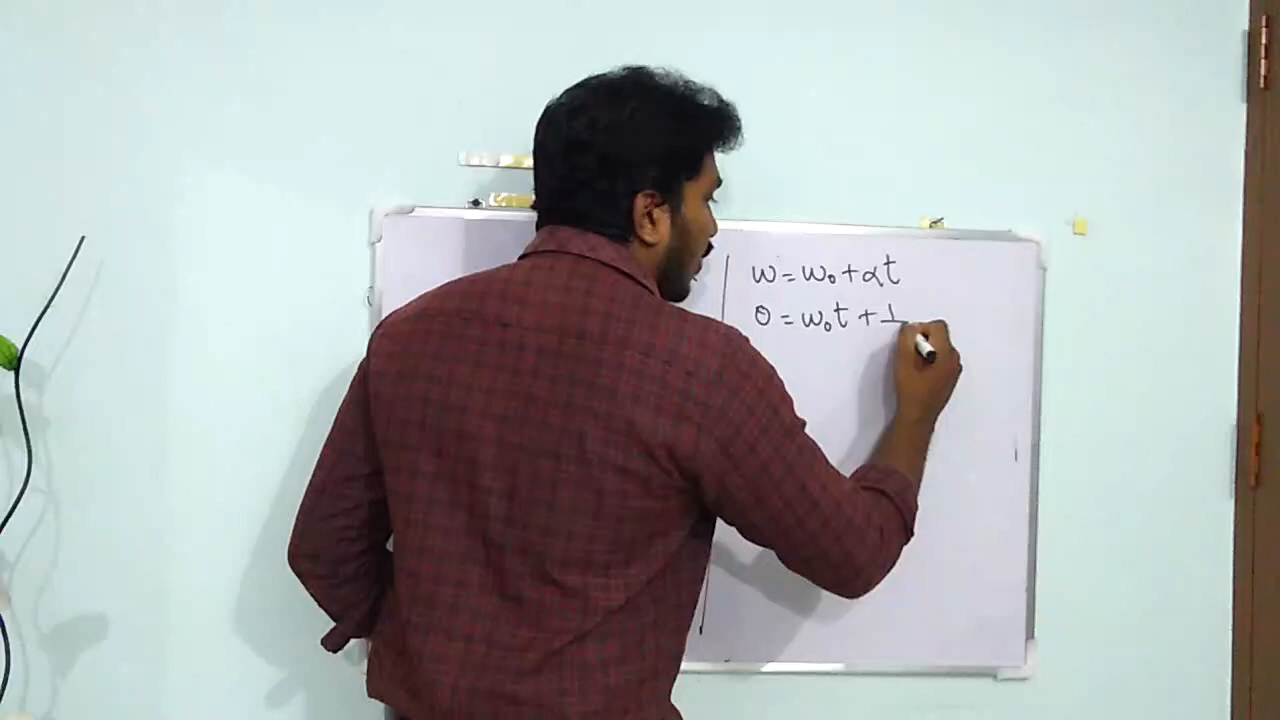 ω = ω₀ + αt
θ = ω₀t + 1